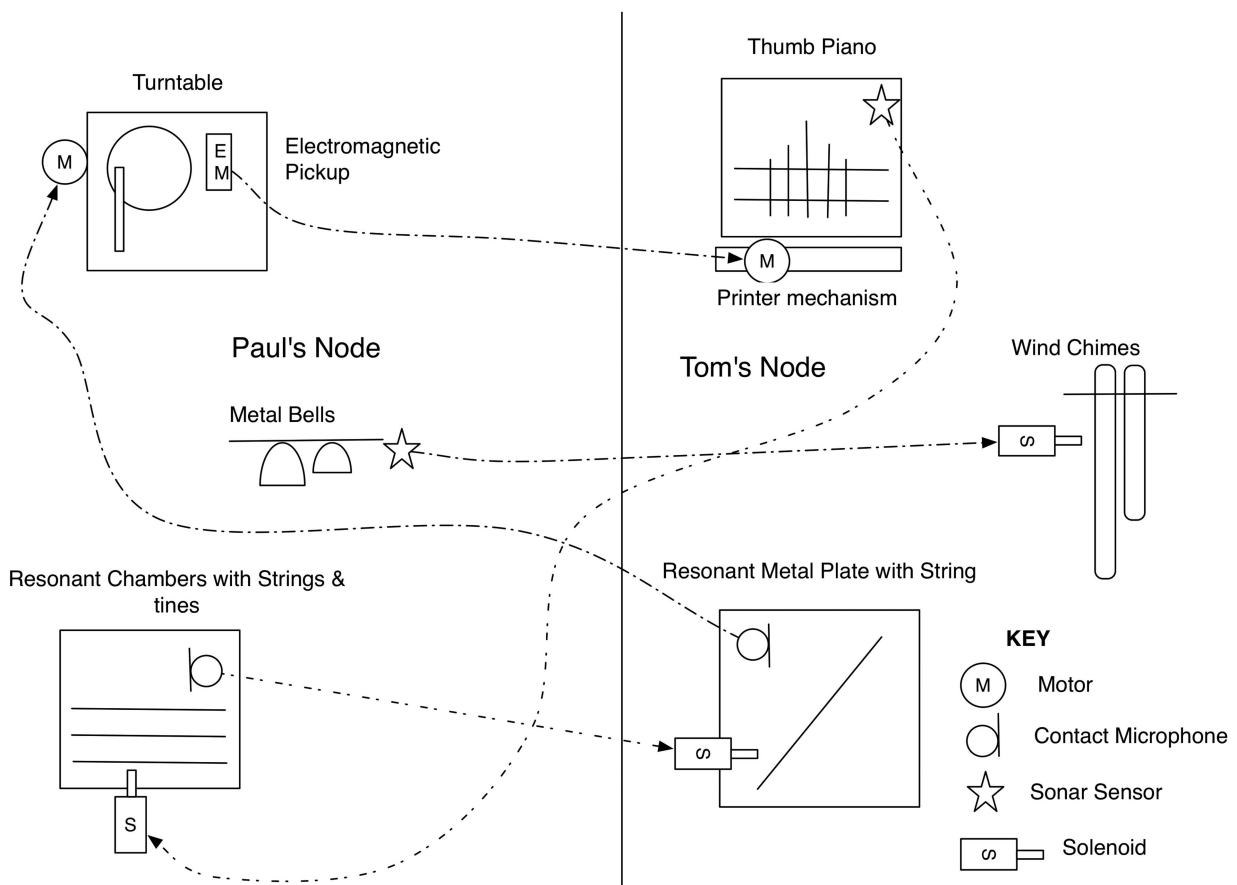 Thumb Piano
Turntable
M
E
M
Electromagnetic
Pickup
M
Printer mechanism
Paul's Node
Tom's Node
Wind Chimes
Metal Bells
S
Resonant Chambers with Strings &
tines
Resonant Metal Plate with String
S
S
KEY
M
Motor
Contact Microphone
Sonar Sensor
S
Solenoid